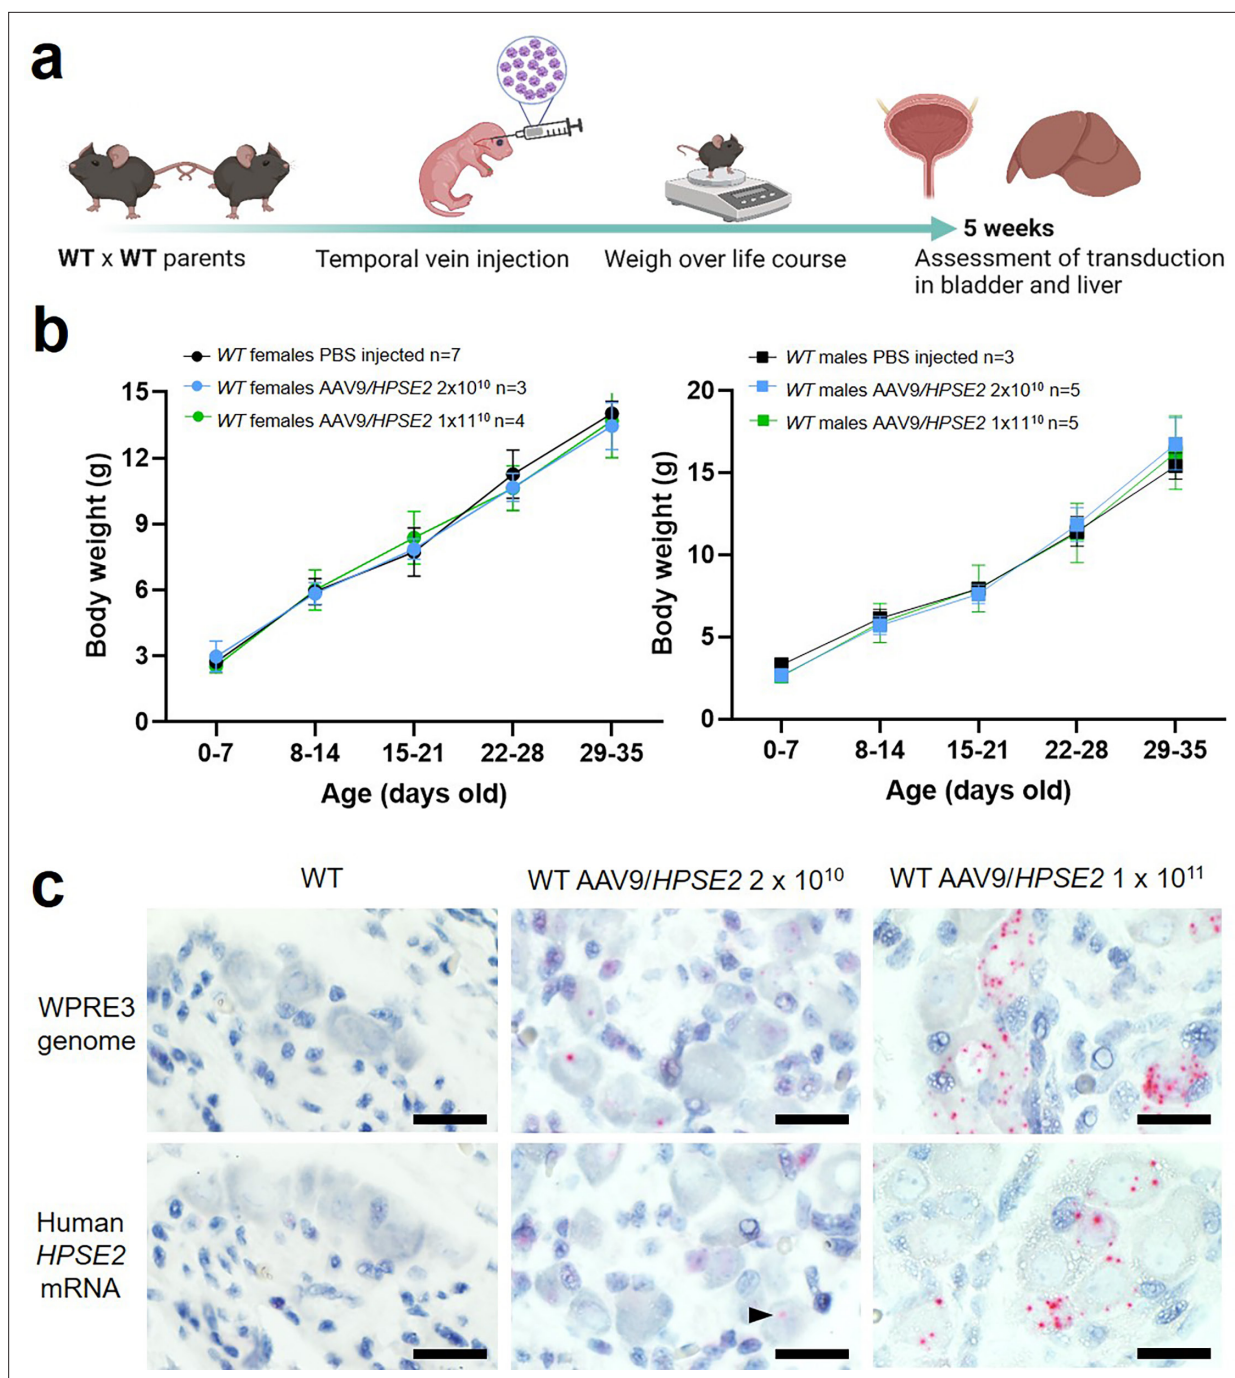 a
WT x WT parents
Temporal vein injection
Weigh over life course
5 weeks
Assessment of transduction
in bladder and liver
b
WT females PBS injected n=7
WT females AAV9/HPSE2 2x10¹⁰ n=3
WT females AAV9/HPSE2 1x11¹⁰ n=4
15
12
9
6
3
0
Body weight (g)
0-7
8-14
15-21
22-28
29-35
Age (days old)
WT males PBS injected n=3
WT males AAV9/HPSE2 2x10¹⁰ n=5
WT males AAV9/HPSE2 1x11¹⁰ n=5
20
15
10
5
0
Body weight (g)
0-7
8-14
15-21
22-28
29-35
Age (days old)
c
WT
WT AAV9/HPSE2 2 x 10¹⁰
WT AAV9/HPSE2 1 x 10¹¹
WPRE3
genome
Human
HPSE2
mRNA